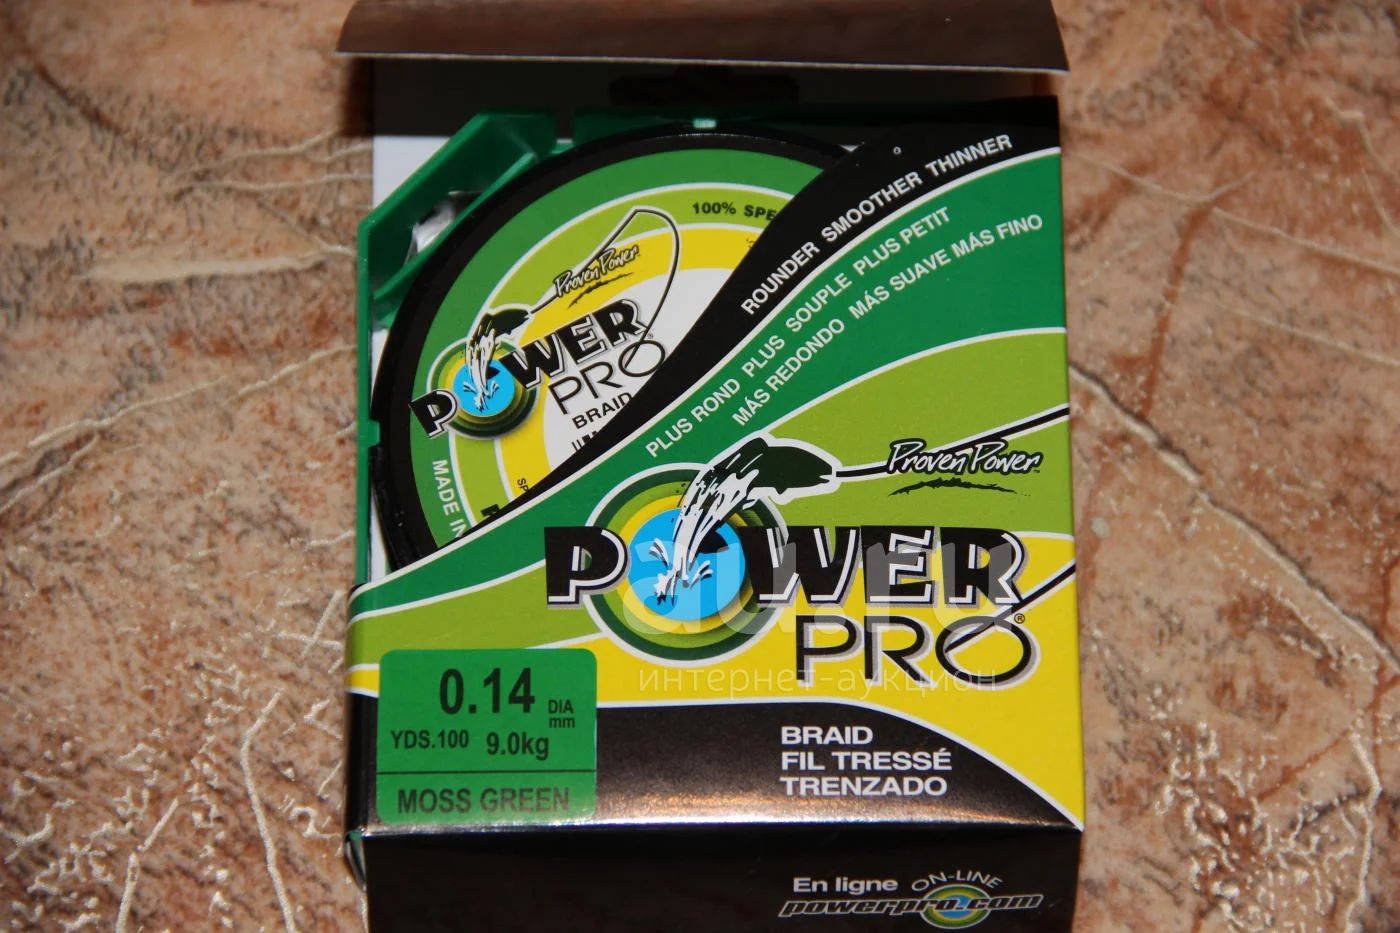 100% SPE
Proven Power
POWER
PRO
BRAID
MADE IN
ROUNDER SMOOTHER THINNER
PLUS ROND PLUS SOUPLE PLUS PETIT
MÁS REDONDO MÁS SUAVE MÁS FINO
Proven Power™
POWER
PRO®
интернет-аукцион
0.14 DIA mm
YDS.100 9.0kg
MOSS GREEN
BRAID
FIL TRESSÉ
TRENZADO
En ligne ON-LINE
powerpro.com